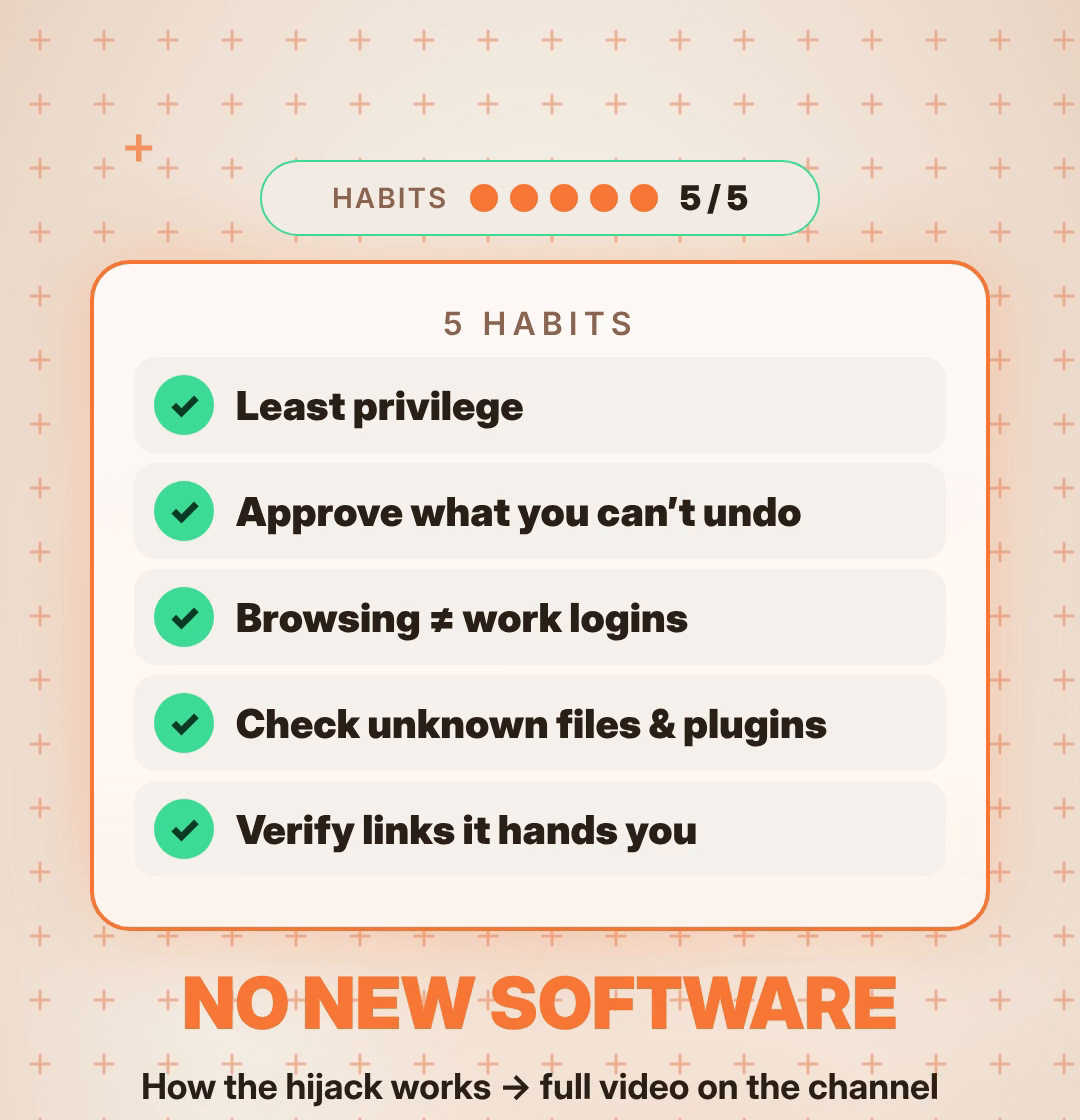 HABITS 5/5
5 HABITS
Least privilege
Approve what you can’t undo
Browsing ≠ work logins
Check unknown files & plugins
Verify links it hands you
NO NEW SOFTWARE
How the hijack works → full video on the channel